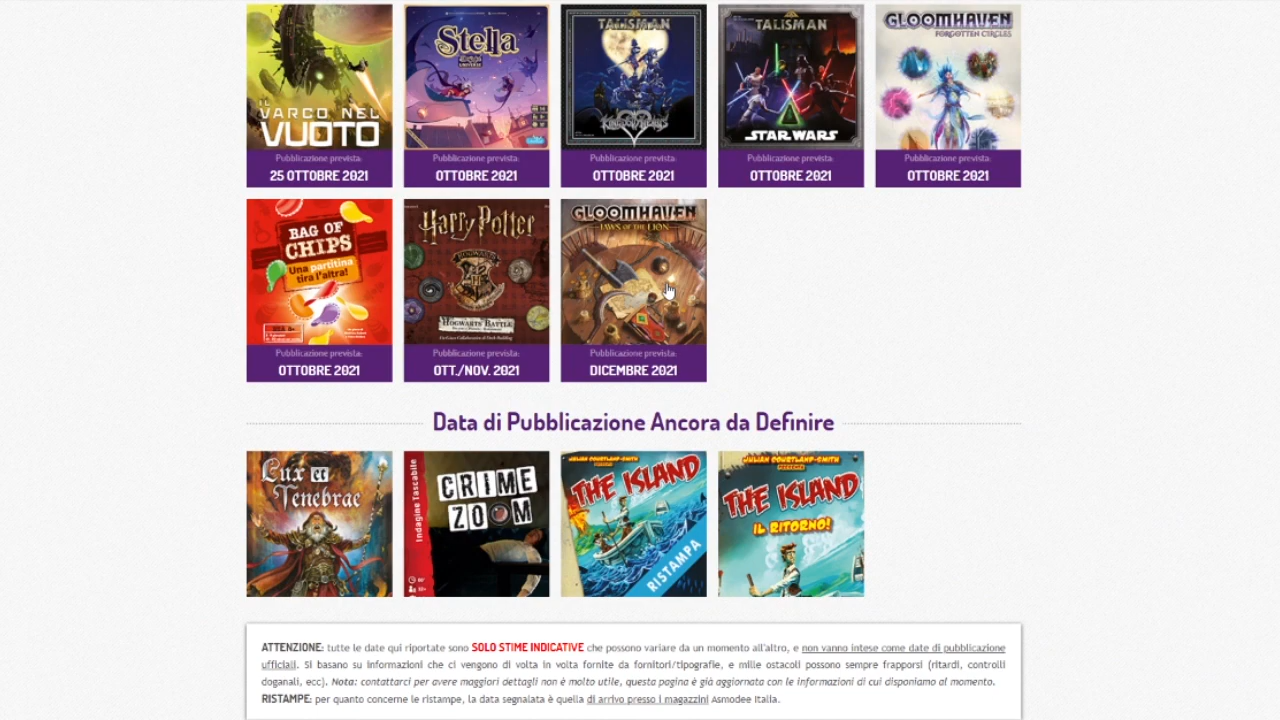 IL
VARCO NEL
VUOTO
Stella
UNIVERSE
TALISMAN
KINGDOM HEARTS
TALISMAN
STAR WARS
GLOOMHAVEN
FORGOTTEN CIRCLES
Pubblicazione prevista:
25 OTTOBRE 2021
Pubblicazione prevista:
OTTOBRE 2021
Pubblicazione prevista:
OTTOBRE 2021
Pubblicazione prevista:
OTTOBRE 2021
Pubblicazione prevista:
OTTOBRE 2021
BAG OF
CHIPS
Una partitina
tira l'altra!
Harry Potter
HOGWARTS
HOGWARTS BATTLE
GLOOMHAVEN
JAWS OF THE LION
Pubblicazione prevista:
OTTOBRE 2021
Pubblicazione prevista:
OTT./NOV. 2021
Pubblicazione prevista:
DICEMBRE 2021
Data di Pubblicazione Ancora da Definire
Lux et
Tenebrae
Indagine Tascabile
CRIME
ZOOM
JULIAN COURTLAND-SMITH
THE ISLAND
RISTAMPA
JULIAN COURTLAND-SMITH
THE ISLAND
IL RITORNO!
ATTENZIONE: tutte le date qui riportate sono SOLO STIME INDICATIVE che possono variare da un momento all'altro, e non vanno intese come date di pubblicazione
ufficiali. Si basano su informazioni che ci vengono di volta in volta fornite da fornitori/tipografie, e mille ostacoli possono sempre frapporsi (ritardi, controlli
doganali, ecc). Nota: contattarci per avere maggiori dettagli non è molto utile, questa pagina è già aggiornata con le informazioni di cui disponiamo al momento.
RISTAMPE: per quanto concerne le ristampe, la data segnalata è quella di arrivo presso i magazzini Asmodee Italia.